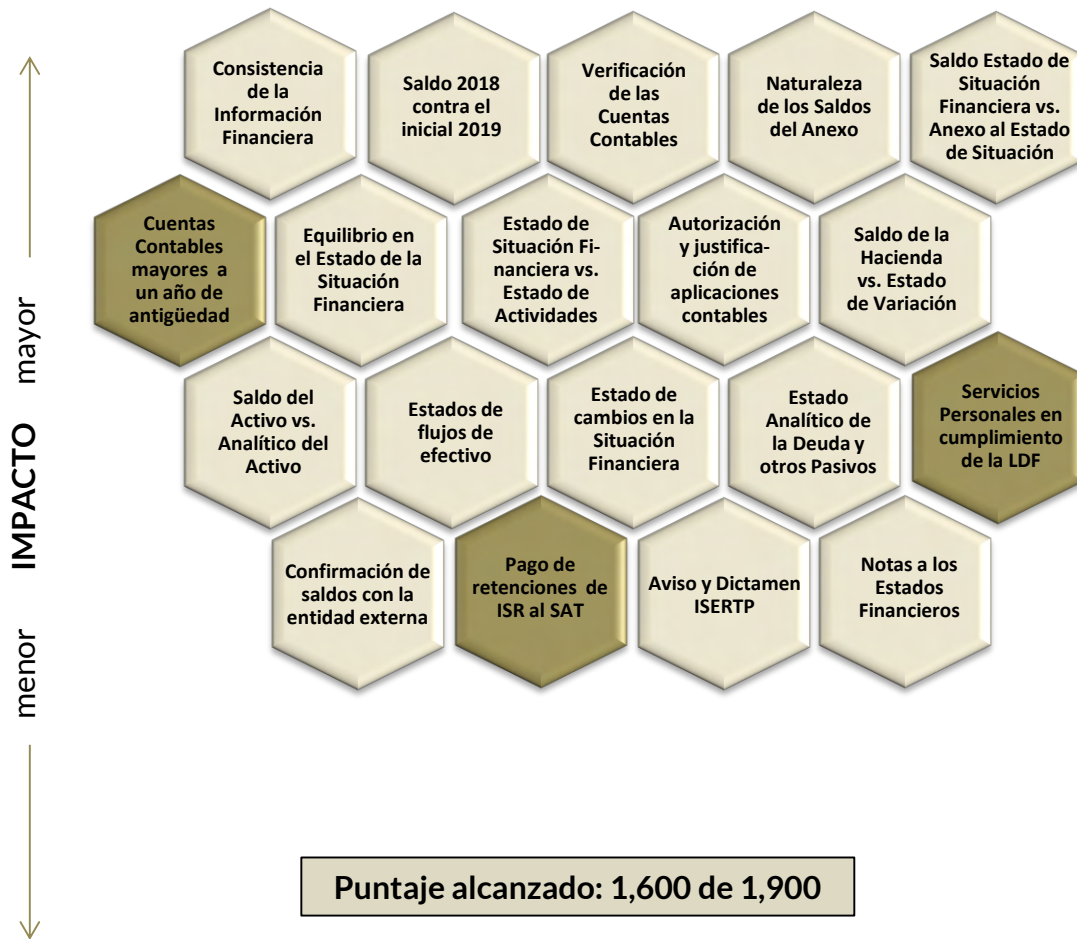 Consistencia
de la
Información
Financiera
Saldo 2018
contra el
inicial 2019
Verificación
de las
Cuentas
Contables
Naturaleza
de los Saldos
del Anexo
Saldo Estado de
Situación
Financiera vs.
Anexo al Estado
de Situación
Cuentas
Contables
mayores a
un año de
antigüedad
Equilibrio en
el Estado de la
Situación
Financiera
Estado de
Situación Fi-
nanciera vs.
Estado de
Actividades
Autorización
y justifica-
ción de
aplicaciones
contables
Saldo de la
Hacienda
vs. Estado
de Variación
Saldo del
Activo vs.
Analítico del
Activo
Estados de
flujos de
efectivo
Estado de
cambios en la
Situación
Financiera
Estado
Analítico de
la Deuda y
otros Pasivos
Servicios
Personales en
cumplimiento
de la LDF
Confirmación de
saldos con la
entidad externa
Pago de
retenciones de
ISR al SAT
Aviso y Dictamen
ISERTP
Notas a los
Estados
Financieros
menor IMPACTO mayor
Puntaje alcanzado: 1,600 de 1,900